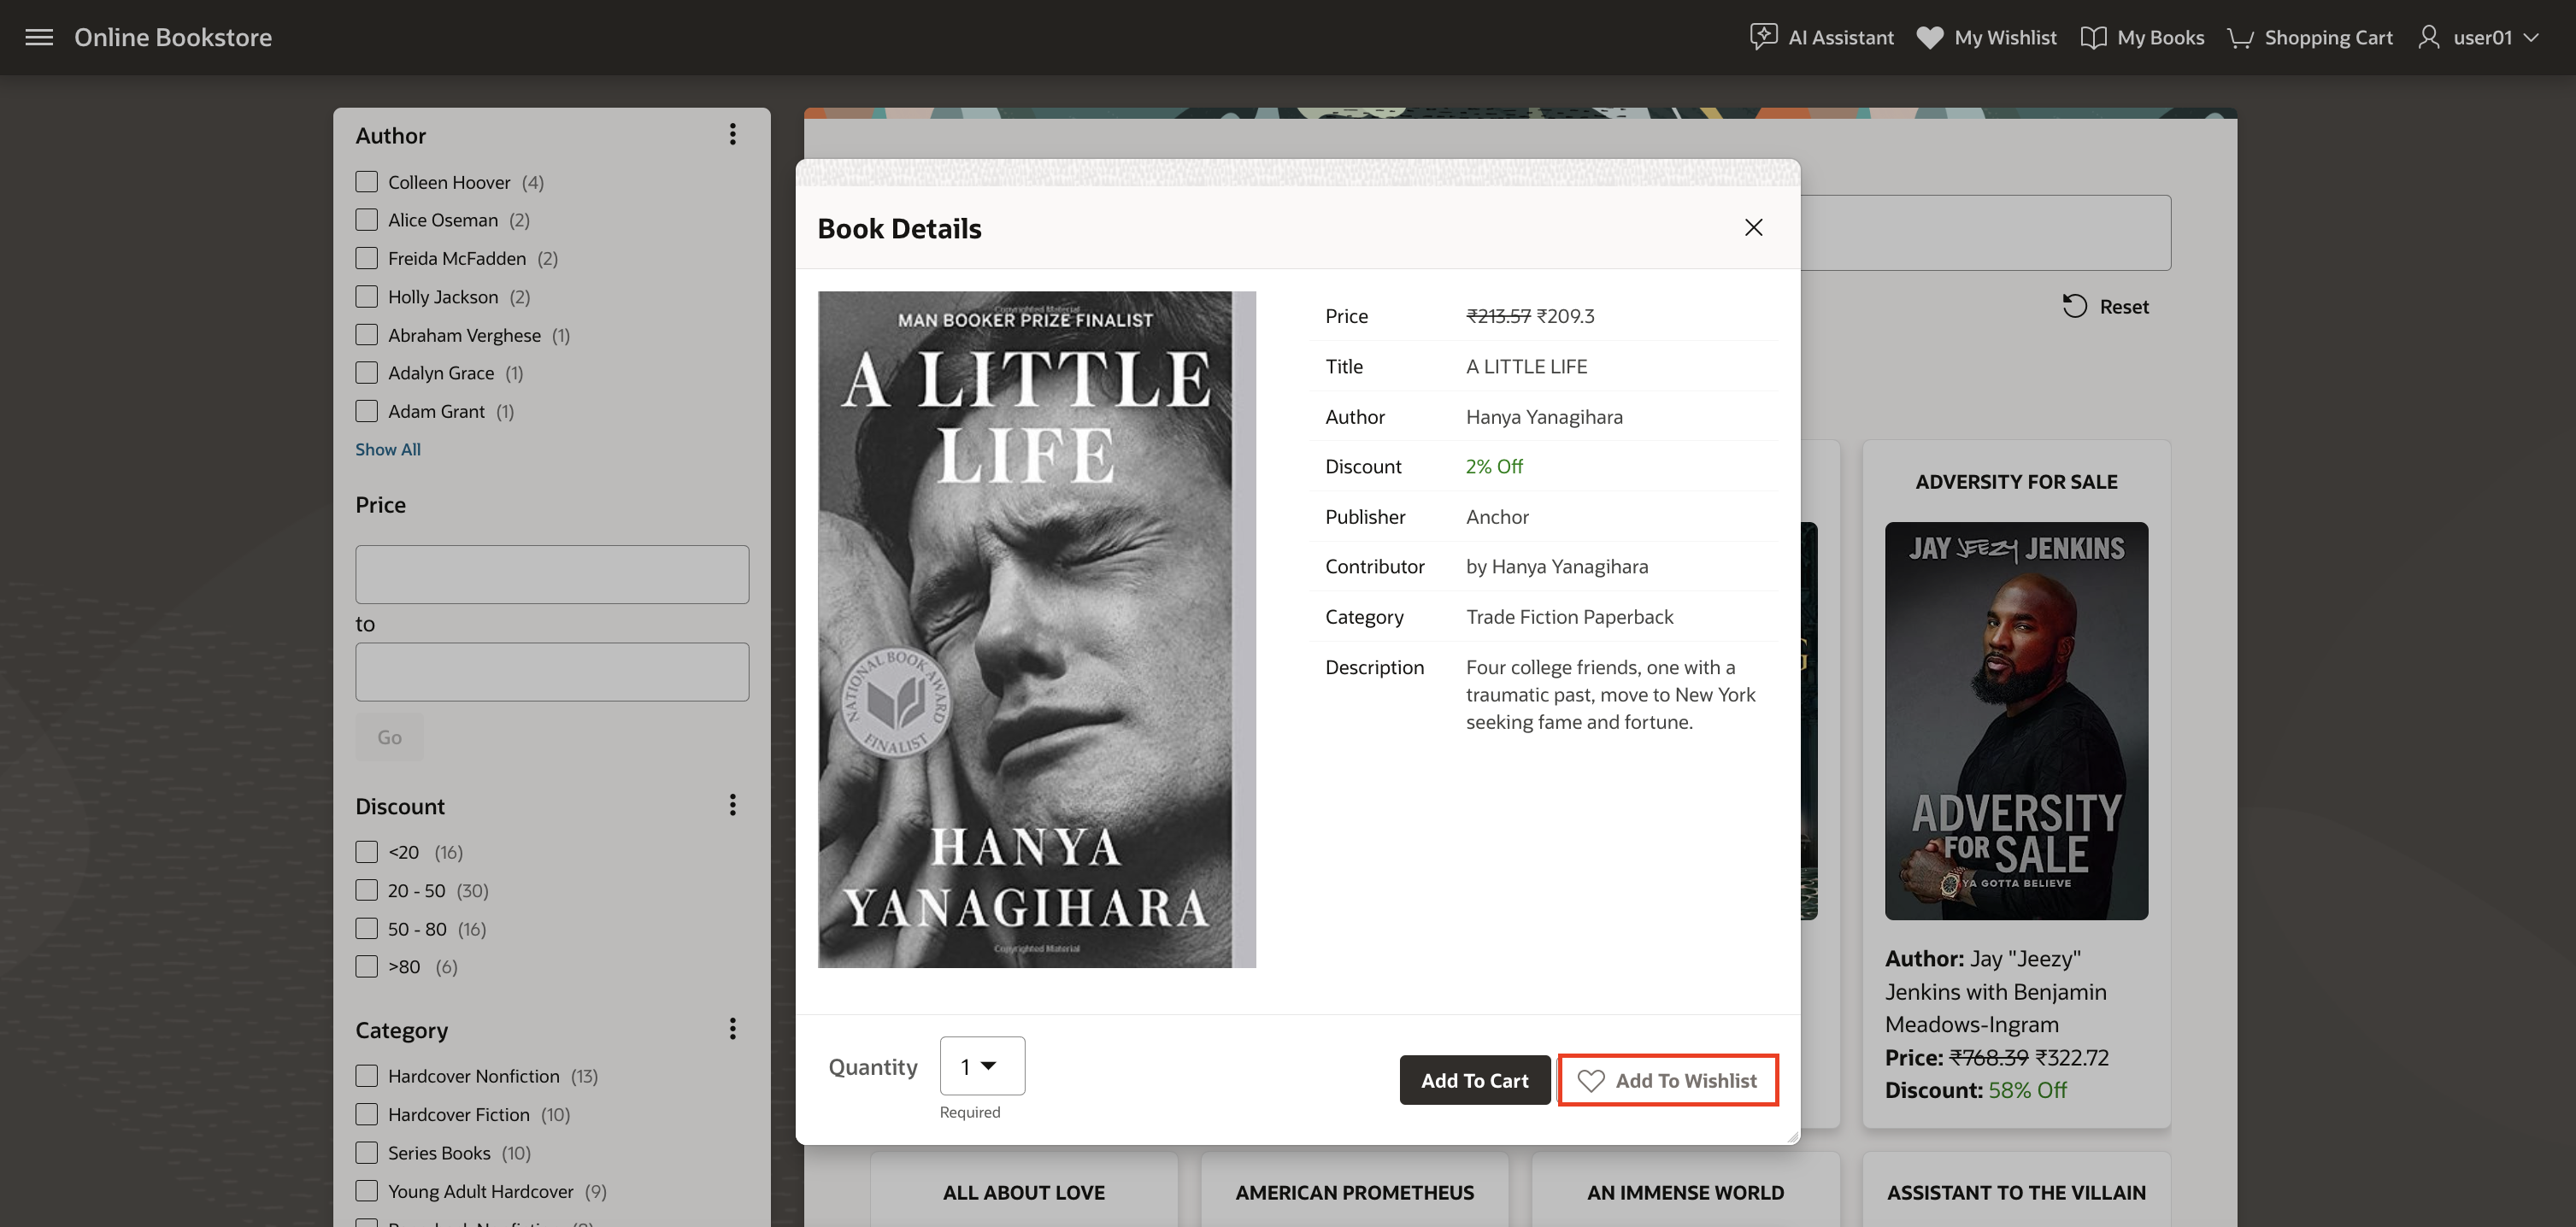 Online Bookstore
AI Assistant
My Wishlist
My Books
Shopping Cart
user01
Author
Colleen Hoover (4)
Alice Oseman (2)
Freida McFadden (2)
Holly Jackson (2)
Abraham Verghese (1)
Adalyn Grace (1)
Adam Grant (1)
Show All
Price
to
Go
Discount
<20 (16)
20 - 50 (30)
50 - 80 (16)
>80 (6)
Category
Hardcover Nonfiction (13)
Hardcover Fiction (10)
Series Books (10)
Young Adult Hardcover (9)
Book Details
Copyrighted Material
MAN BOOKER PRIZE FINALIST
A LITTLE
LIFE
NATIONAL BOOK AWARD
FINALIST
HANYA
YANAGIHARA
Copyrighted Material
Price ₹213.57 ₹209.3
Title A LITTLE LIFE
Author Hanya Yanagihara
Discount 2% Off
Publisher Anchor
Contributor by Hanya Yanagihara
Category Trade Fiction Paperback
Description Four college friends, one with a
traumatic past, move to New York
seeking fame and fortune.
Quantity 1
Required
Add To Cart
Add To Wishlist
Reset
ADVERSITY FOR SALE
JAY JEEZY JENKINS
ADVERSITY
FOR SALE
YA GOTTA BELIEVE
Author: Jay "Jeezy"
Jenkins with Benjamin
Meadows-Ingram
Price: ₹768.39 ₹322.72
Discount: 58% Off
ALL ABOUT LOVE
AMERICAN PROMETHEUS
AN IMMENSE WORLD
ASSISTANT TO THE VILLAIN